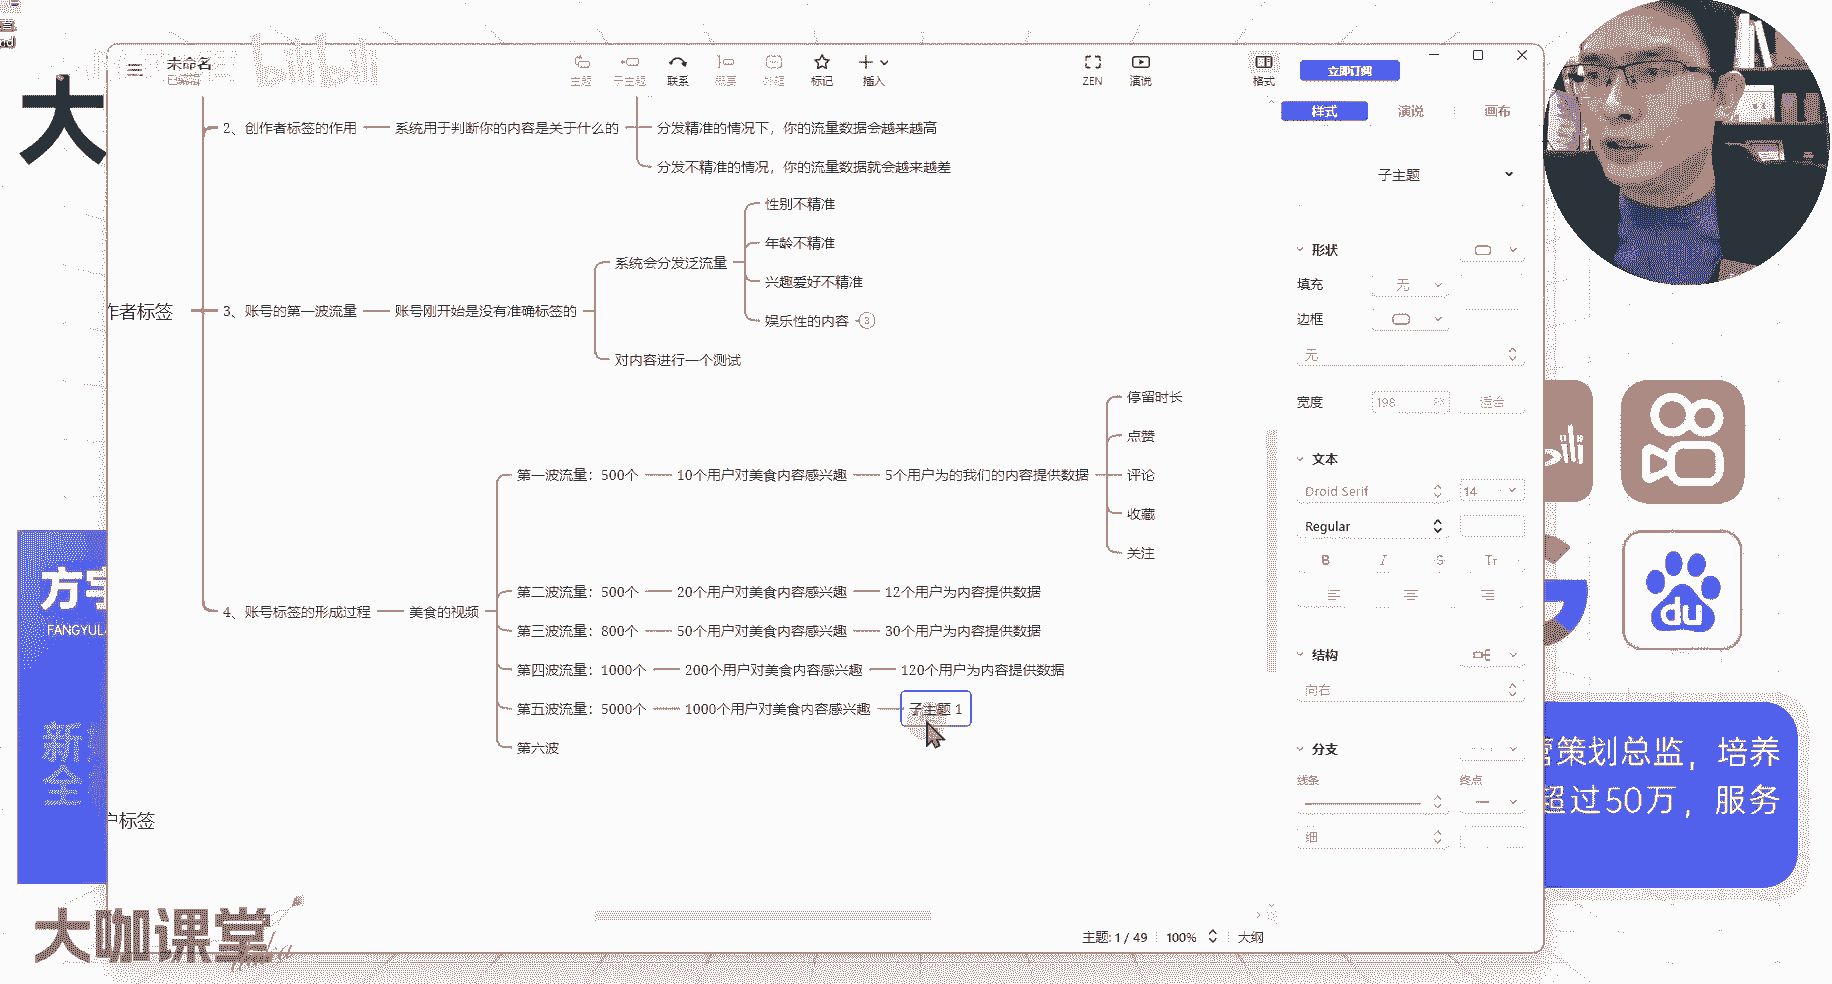 大
未命名
已编辑
bilibili
主题
子主题
联系
概要
外框
标记
插入
ZEN
演说
格式
立即订阅
样式
演说
画布
2、创作者标签的作用
系统用于判断你的内容是关于什么的
分发精准的情况下，你的流量数据会越来越高
分发不精准的情况，你的流量数据就会越来越差
作者标签
3、账号的第一波流量
账号刚开始是没有准确标签的
系统会分发泛流量
性别不精准
年龄不精准
兴趣爱好不精准
娱乐性的内容
3
对内容进行一个测试
4、账号标签的形成过程
美食的视频
第一波流量：500个
10个用户对美食内容感兴趣
5个用户为的我们的内容提供数据
停留时长
点赞
评论
收藏
关注
第二波流量：500个
20个用户对美食内容感兴趣
12个用户为内容提供数据
第三波流量：800个
50个用户对美食内容感兴趣
30个用户为内容提供数据
第四波流量：1000个
200个用户对美食内容感兴趣
120个用户为内容提供数据
第五波流量：5000个
1000个用户对美食内容感兴趣
子主题 1
第六波
户标签
子主题
形状
填充
无
边框
无
宽度
198
适合
文本
Droid Serif
14
Regular
B
I
S
Tт
结构
向右
分支
线条
终点
细
主题: 1 / 49
100%
大纲
方宇
FANGYUL
新
全
大咖课堂
du
营策划总监，培养
超过50万，服务